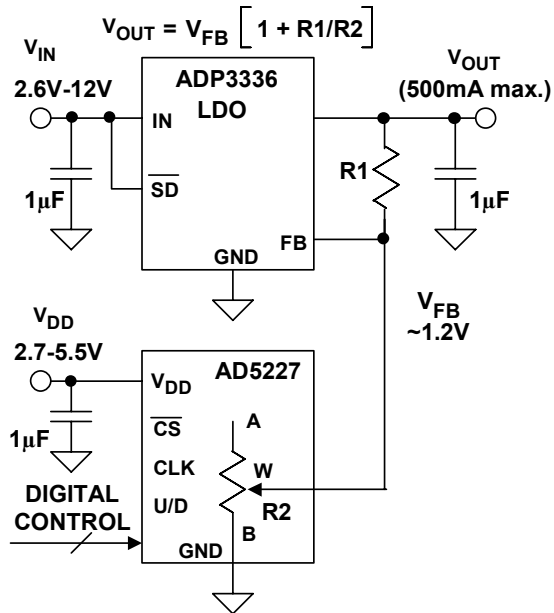 V_OUT = V_FB [ 1 + R1/R2 ]
V_IN
2.6V-12V
ADP3336
LDO
V_OUT
(500mA max.)
IN
SD
R1
1µF
1µF
FB
GND
V_FB
~1.2V
V_DD
2.7-5.5V
AD5227
V_DD
CS
A
1µF
CLK
W
U/D
R2
DIGITAL
CONTROL
B
GND